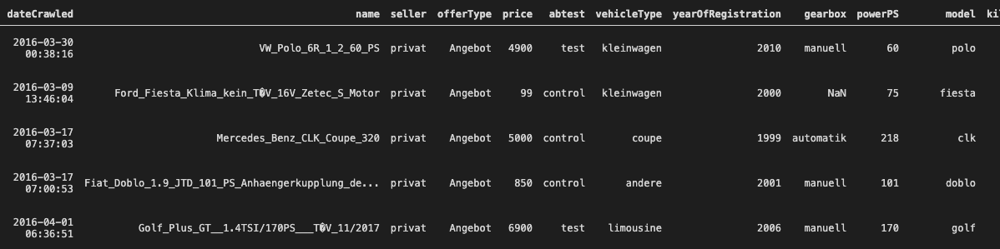 dateCrawled name seller offerType price abtest vehicleType yearOfRegistration gearbox powerPS model
2016-03-30
00:38:16 VW_Polo_6R_1_2_60_PS privat Angebot 4900 test kleinwagen 2010 manuell 60 polo
2016-03-09
13:46:04 Ford_Fiesta_Klima_kein_T�V_16V_Zetec_S_Motor privat Angebot 99 control kleinwagen 2000 NaN 75 fiesta
2016-03-17
07:37:03 Mercedes_Benz_CLK_Coupe_320 privat Angebot 5000 control coupe 1999 automatik 218 clk
2016-03-17
07:00:53 Fiat_Doblo_1.9_JTD_101_PS_Anhaengerkupplung_de... privat Angebot 850 control andere 2001 manuell 101 doblo
2016-04-01
06:36:51 Golf_Plus_GT__1.4TSI/170PS___T�V_11/2017 privat Angebot 6900 test limousine 2006 manuell 170 golf